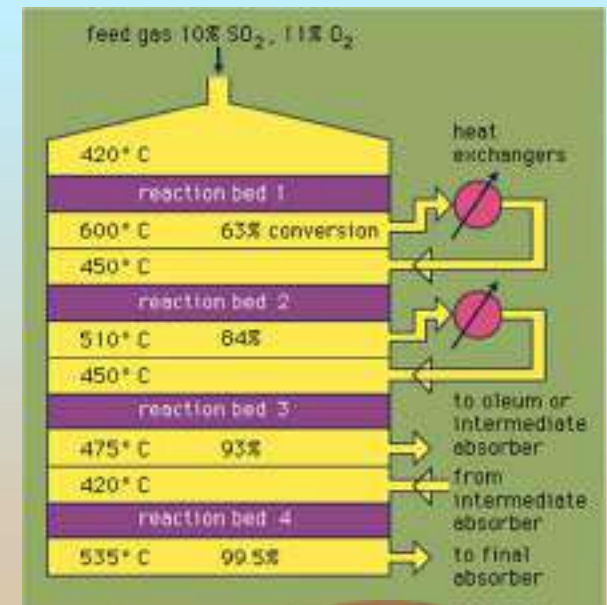 feed gas 10% SO₂, 11% O₂
heat
exchangers
420° C
reaction bed 1
600° C 63% conversion
450° C
reaction bed 2
510° C 84%
450° C
reaction bed 3
to oleum or
intermediate
absorber
475° C 93%
420° C
from
intermediate
absorber
reaction bed 4
535° C 99.5%
to final
absorber